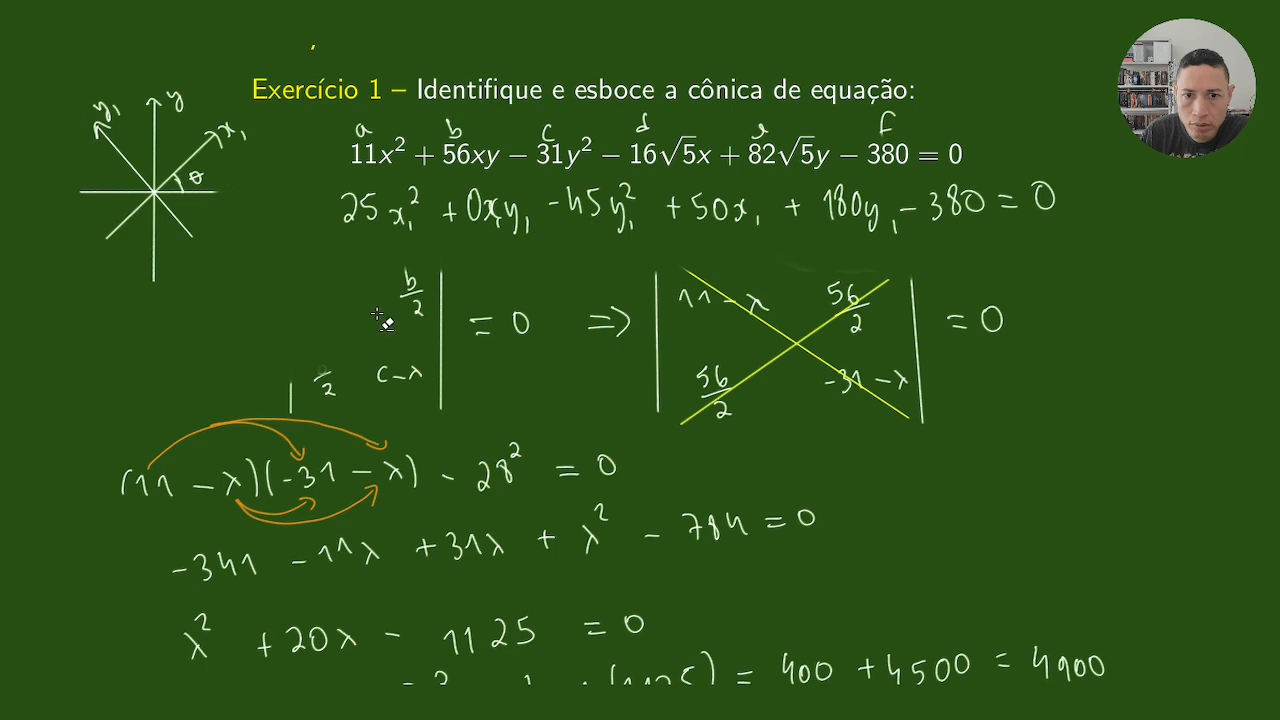 Exercício 1 – Identifique e esboce a cônica de equação:
a b c d e f
11x² + 56xy − 31y² − 16√5x + 82√5y − 380 = 0
y₁ y x₁ θ
25x₁² + 0x₁y₁ - 45y₁² + 50x₁ + 180y₁ - 380 = 0
b/2 = 0 ⇒ | 11 - λ 56/2 | = 0
/2 c-λ | 56/2 -31 - λ |
(11 - λ)(-31 - λ) - 28² = 0
-341 - 11λ + 31λ + λ² - 784 = 0
λ² + 20λ - 1125 = 0
= 400 + 4500 = 4900